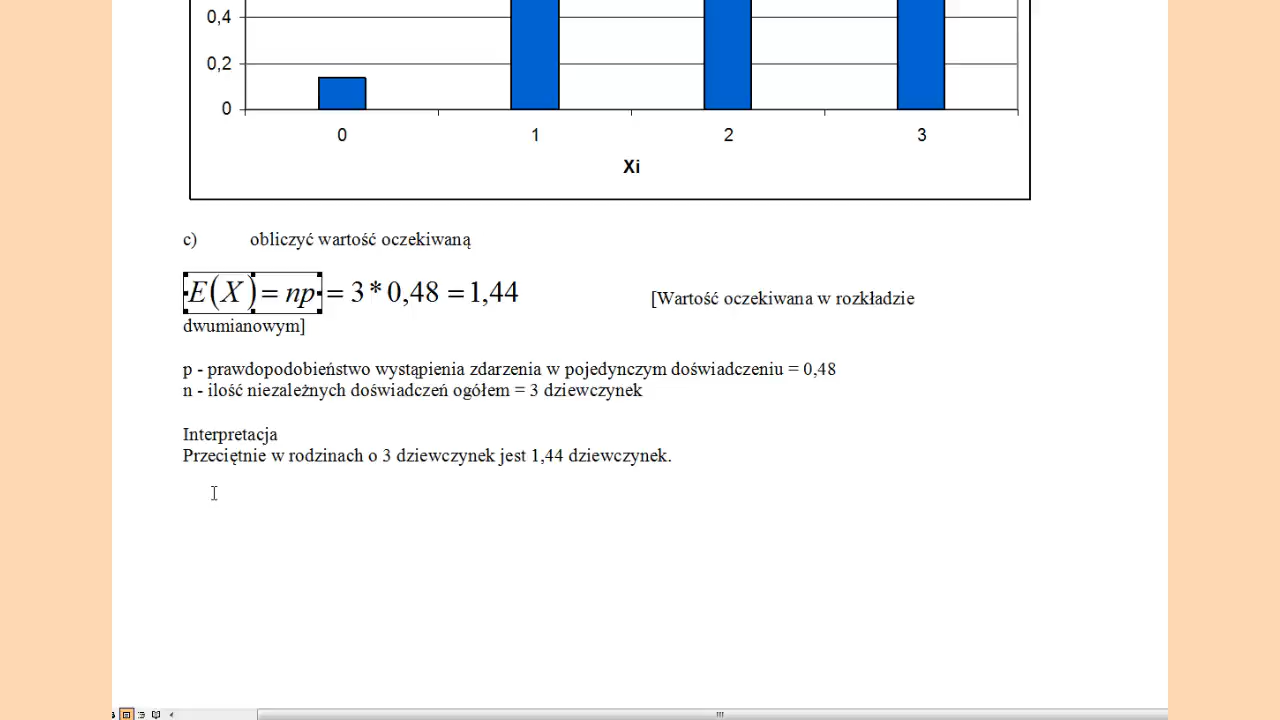 0,4
0,2
0
0 1 2 3
Xi
c) obliczyć wartość oczekiwaną
E(X) = np = 3 * 0,48 = 1,44 [Wartość oczekiwana w rozkładzie
dwumianowym]
p - prawdopodobieństwo wystąpienia zdarzenia w pojedynczym doświadczeniu = 0,48
n - ilość niezależnych doświadczeń ogółem = 3 dziewczynek
Interpretacja
Przeciętnie w rodzinach o 3 dziewczynek jest 1,44 dziewczynek.